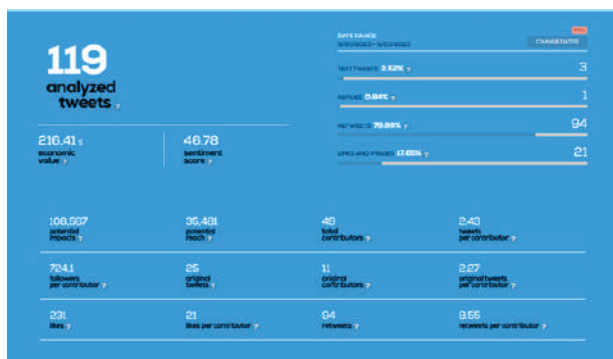 119
analyzed
tweets ?
216.41 $
economic
value ?
46.78
sentiment
score ?
DATE RANGE:
CHANGE DATES
TEXT TWEETS 2.52% ?
3
REPLIES 0.84% ?
1
RETWEETS 78.99% ?
94
LINKS AND IMAGES 17.65% ?
21
108,567
potential
impacts ?
35,481
potential
reach ?
49
total
contributors ?
2.43
tweets
per contributor ?
724.1
followers
per contributor ?
25
original
tweets ?
11
original
contributors ?
2.27
original tweets
per contributor ?
231
likes ?
21
likes per contributor ?
94
retweets ?
8.55
retweets per contributor ?